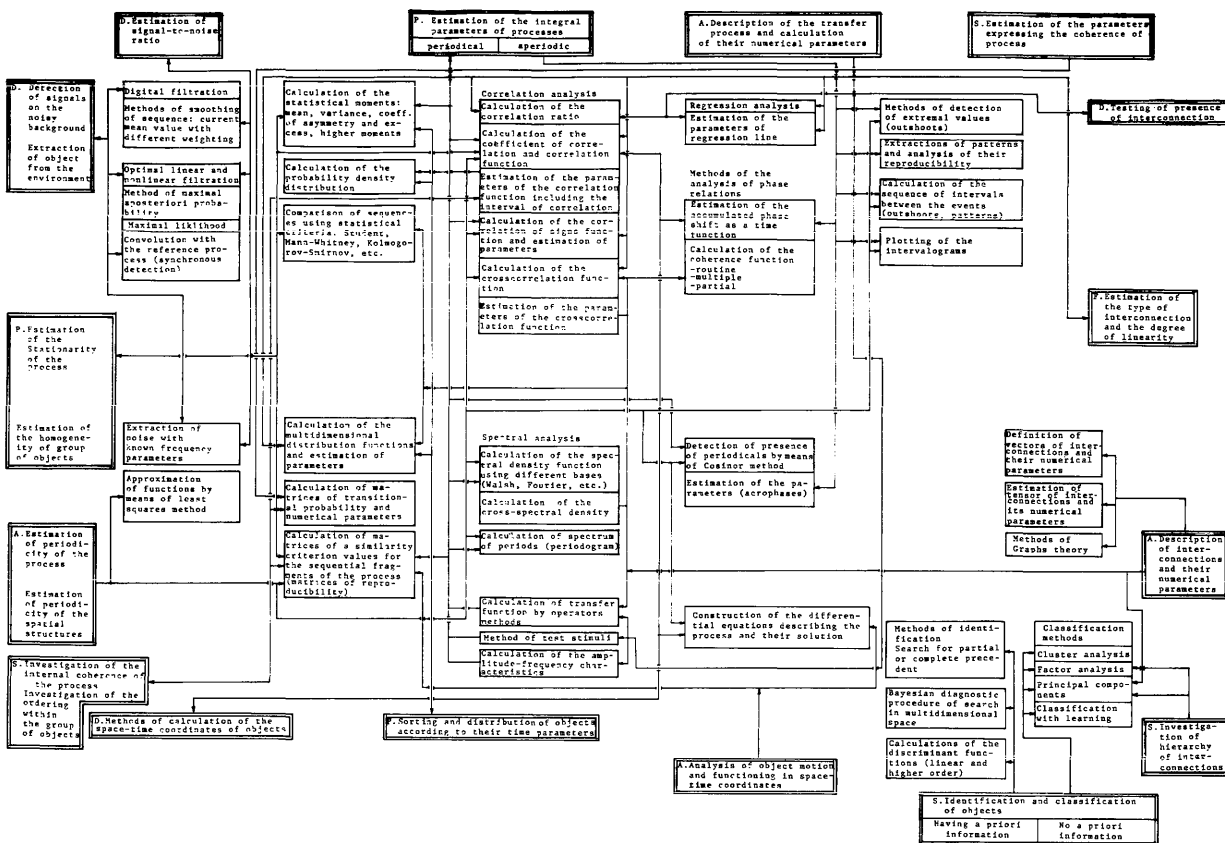 D.Estimation of
signal-to-noise
ratio
P. Estimation of the integral
parameters of processes
periodical
aperiodic
A.Description of the transfer
process and calculation
of their numerical parameters
S.Estimation of the parameters
expressing the coherence of
process
D. Detection
of signals
on the
noisy
background
Extraction
of object
from the
environment
Digital filtration
Methods of smoothing
of sequence: current
mean value with
different weighting
Optimal linear and
nonlinear filtration
Method of maximal
aposteriori proba-
bility
Maximal liklihood
Convolution with
the reference pro-
cess (synchronous
detection)
Calculation of the
statistical moments:
mean, variance, coeff.
of asymmetry and ex-
cess, higher moments
Calculation of the
probability density
distribution
Comparison of sequen-
cies using statistical
criteria. Student,
Mann-Whitney, Kolmogo-
rov-Smirnov, etc.
Correlation analysis
Calculation of the
correlation ratio
Calculation of the
coefficient of corre-
lation and correlation
function
Estimation of the para-
meters of the correlation
function including the
interval of correlation
Calculation of the cor-
relation of signs func-
tion and estimation of
parameters
Calculation of the
crosscorrelation func-
tion
Estimation of the param-
eters of the crosscorre-
lation function
Regression analysis
Estimation of the
parameters of
regression line
Methods of the
analysis of phase
relations
Estimation of the
accumulated phase
shift as a time
function
Calculation of the
coherence function
-routine
-multiple
-partial
Methods of detection
of extremal values
(outshoots)
Extractions of patterns
and analysis of their
reproducibility
Calculation of the
sequence of intervals
between the events
(outshoots, patterns)
Plotting of the
intervalograms
D.Testing of presence
of interconnection
P.Estimation of
the type of
interconnection
and the degree
of linearity
P.Estimation
of the
Stationarity
of the
process
Estimation of
the homogene-
ity of group
of objects
Extraction of
noise with
known frequency
parameters
Approximation
of functions by
means of least
squares method
Calculation of the
multidimensional
distribution functions
and estimation of
parameters
Calculation of ma-
trices of transitional
probability and
numerical parameters
Calculation of ma-
trices of a similarity
criterion values for
the sequential frag-
ments of the process
(matrices of repro-
ducibility)
Spectral analysis
Calculation of the spec-
tral density function
using different bases
(Walsh, Fourier, etc.)
Calculation of the
cross-spectral density
Calculation of spectrum
of periods (periodogram)
Calculation of transfer
function by operators
methods
Method of test stimuli
Calculation of the amp-
litude-frequency char-
acteristics
Detection of presence
of periodicals by means
of Cosinor method
Estimation of the pa-
rameters (acrophases)
Construction of the differen-
tial equations describing the
process and their solution
Definition of
vectors of inter-
connections and
their numerical
parameters
Estimation of
tensor of inter-
connections and
its numerical
parameters
Methods of
Graphs theory
A.Description
of inter-
connections
and their
numerical
parameters
A.Estimation
of periodi-
city of the
process
Estimation of
periodicity
of the
spatial
structures
S.Investigation of the
internal coherence of
the process
Investigation of the
ordering
within
the group
of objects
D.Methods of calculation of the
space-time coordinates of objects
P.Sorting and distribution of objects
according to their time parameters
A.Analysis of object motion
and functioning in space-
time coordinates
Methods of identi-
fication
Search for partial
or complete prece-
dent
Bayesian diagnostic
procedure of search
in multidimensional
space
Calculations of the
discriminant func-
tions (linear and
higher order)
Classification
methods
Cluster analysis
Factor analysis
Principal compo-
nents
Classification
with learning
S.Investiga-
tion of
hierarchy
of inter-
connections
S.Identification and classification
of objects
Having a priori
information
No a priori
information